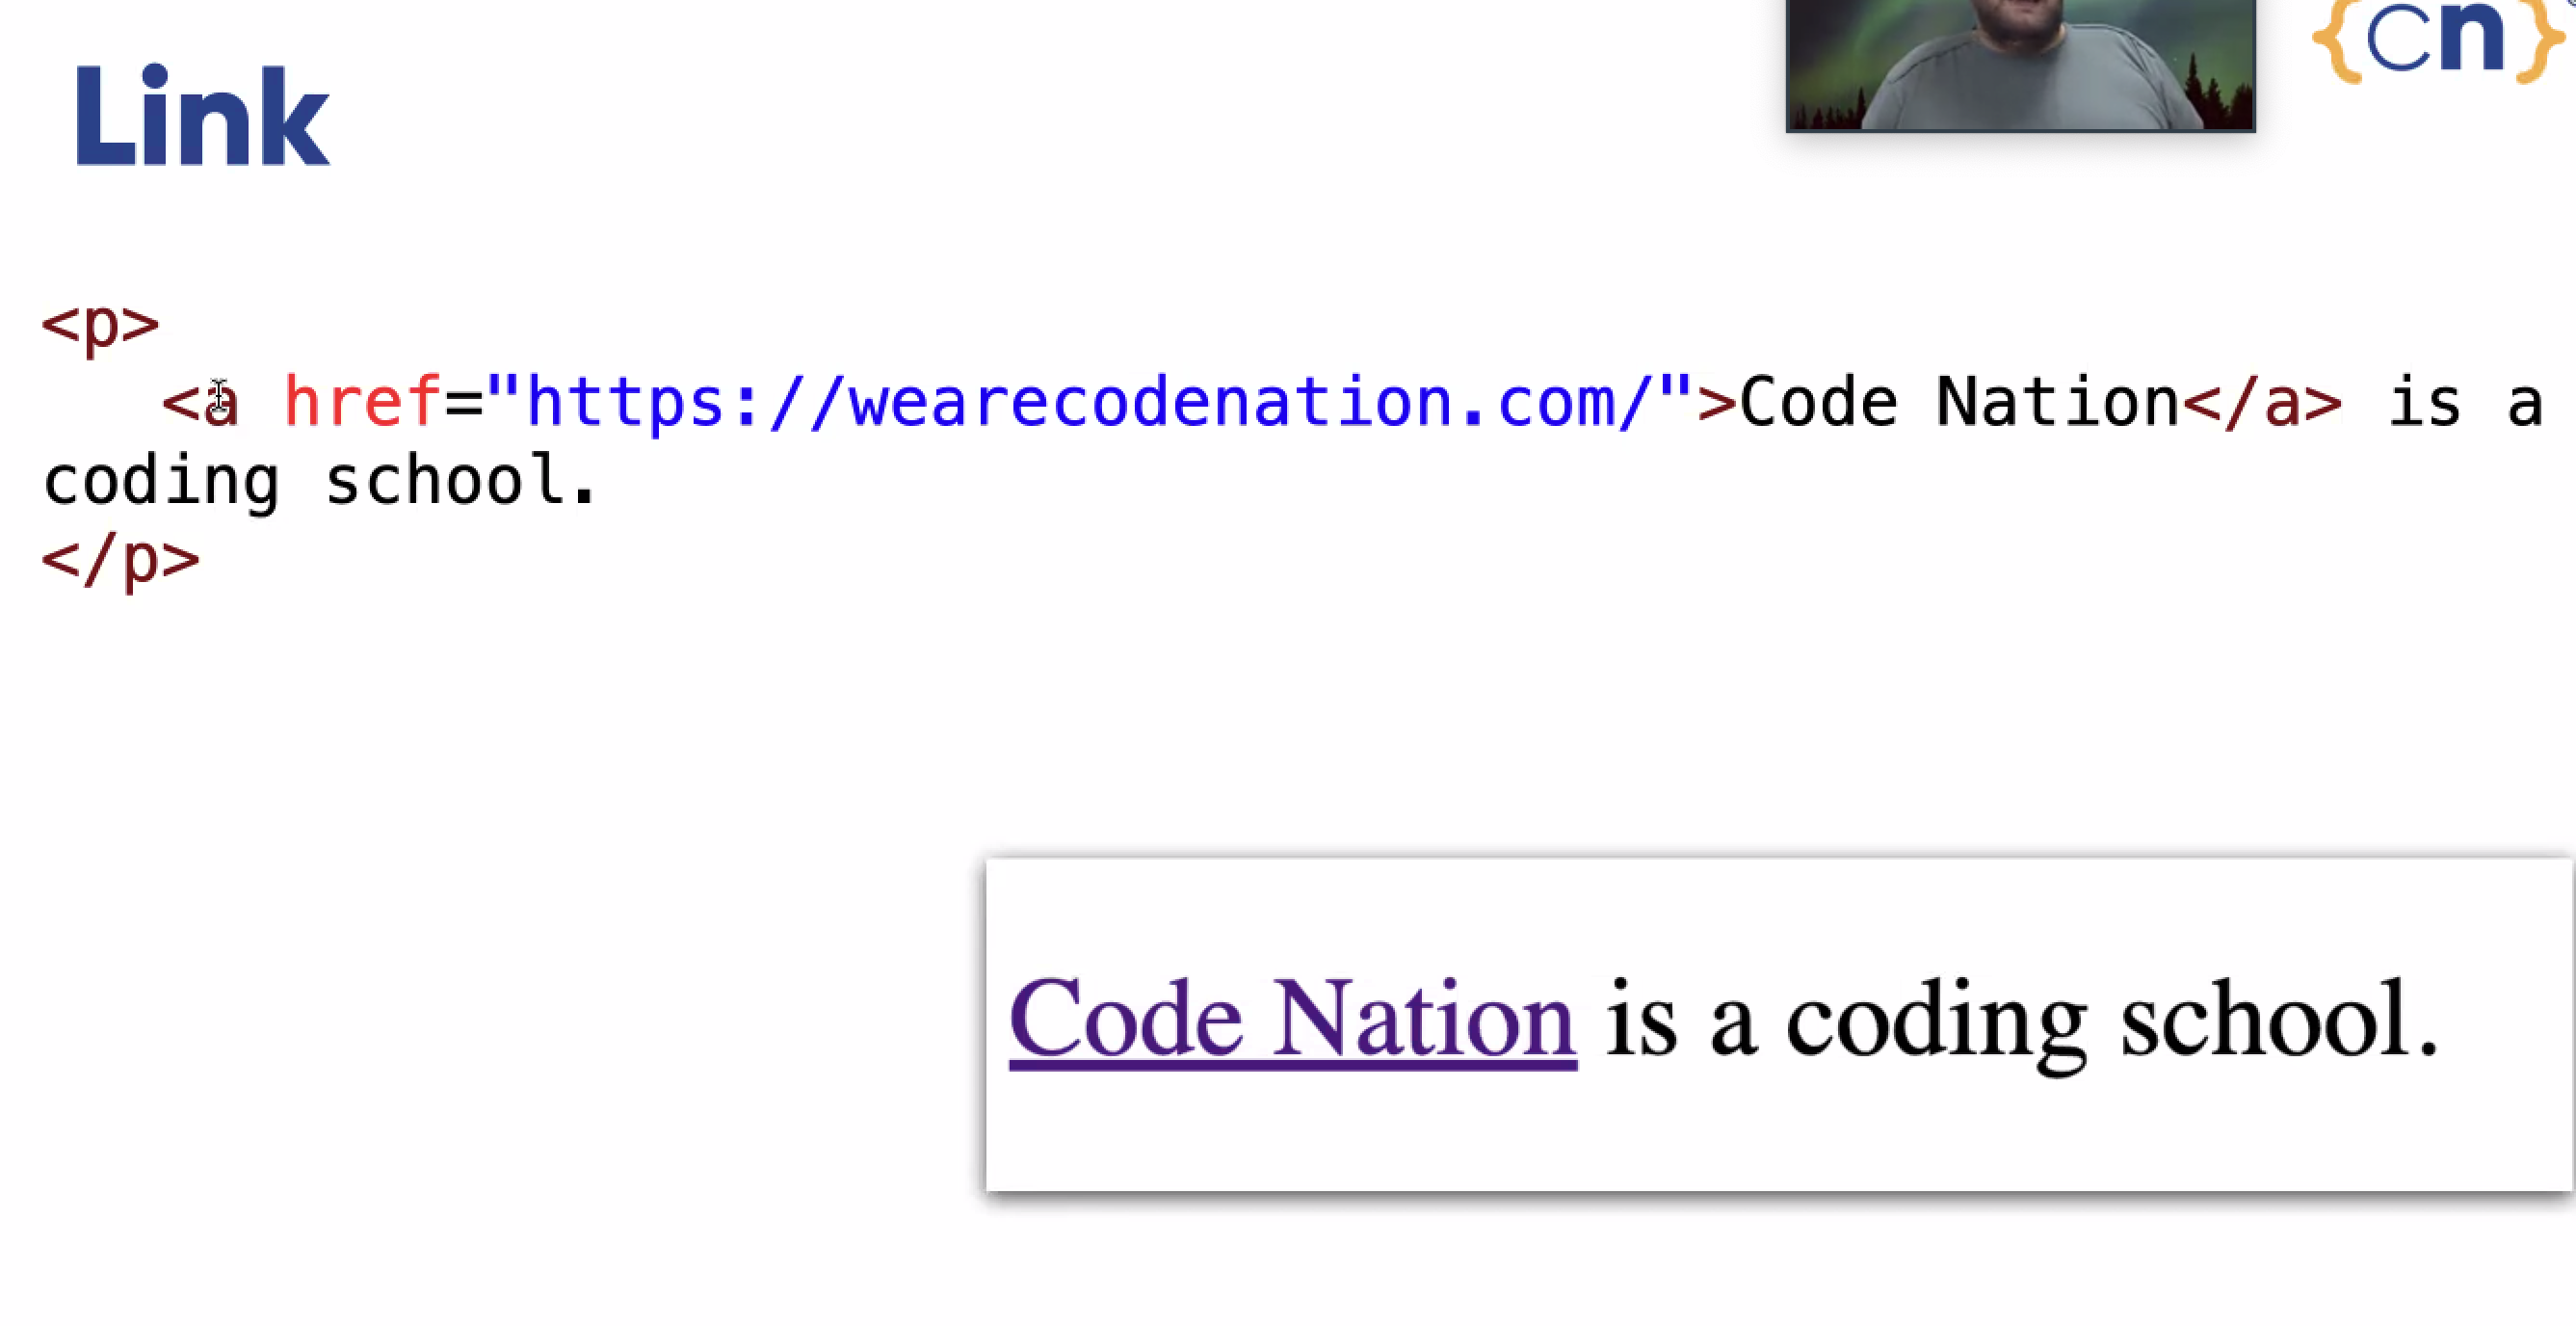 {cn}
Link
<p>
<a href="https://wearecodenation.com/">Code Nation</a> is a
coding school.
</p>
Code Nation is a coding school.